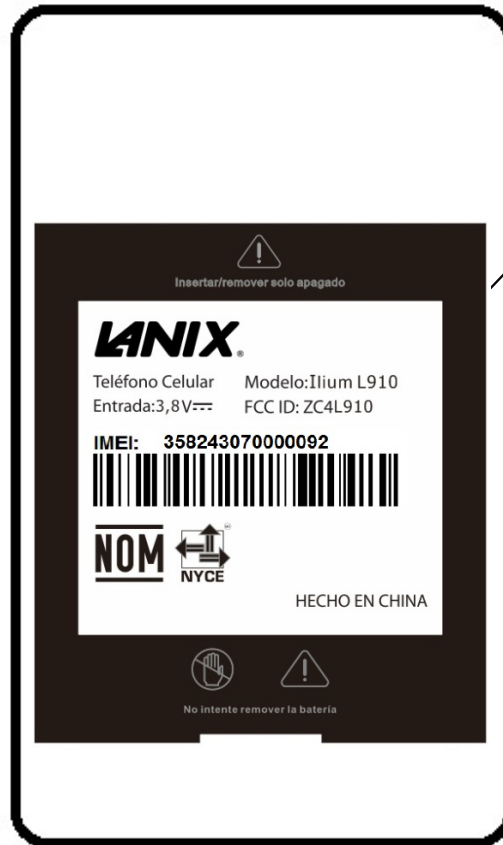 Insertar/remover solo apagado
LANIX®
Teléfono Celular Modelo:Ilium L910
Entrada:3,8V FCC ID: ZC4L910
IMEI: 358243070000092
NOM NYCE
HECHO EN CHINA
No intente remover la batería